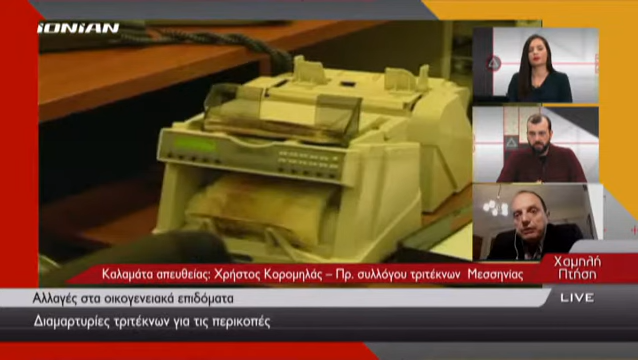 iONIAN
Καλαμάτα απευθείας: Χρήστος Κορομηλάς – Πρ. συλλόγου τριτέκνων Μεσσηνίας
Χαμηλή
Πτήση
Αλλαγές στα οικογενειακά επιδόματα
LIVE
Διαμαρτυρίες τριτέκνων για τις περικοπές